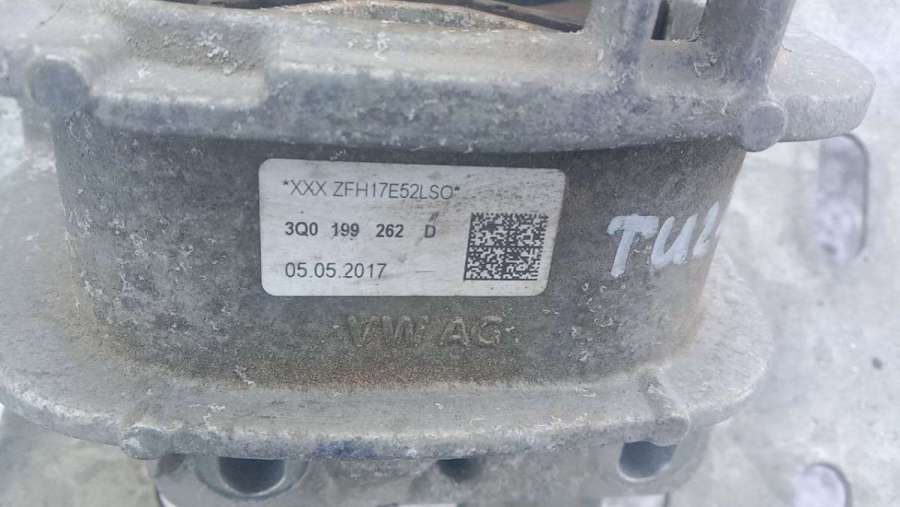 *XXX ZFH17E52LSO*
3Q0 199 262 D
05.05.2017
VW AG